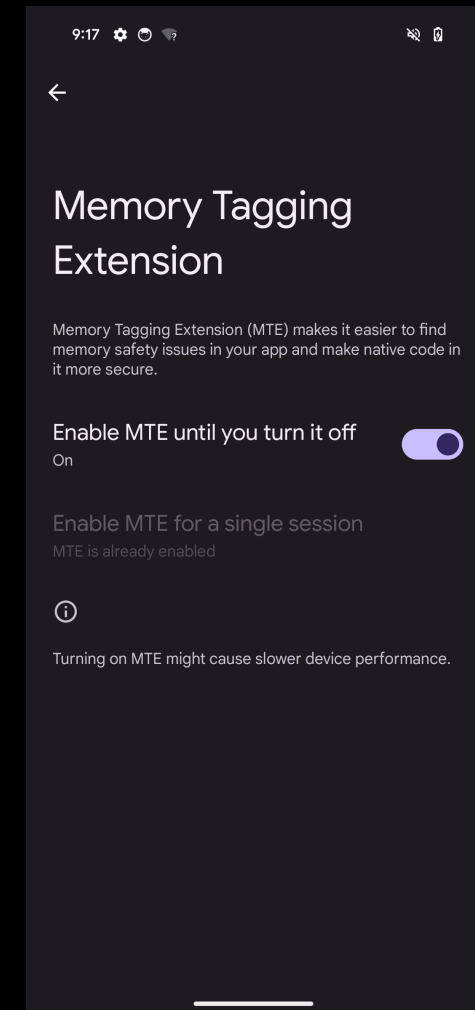 9:17
Memory Tagging
Extension
Memory Tagging Extension (MTE) makes it easier to find
memory safety issues in your app and make native code in
it more secure.
Enable MTE until you turn it off
On
Enable MTE for a single session
MTE is already enabled
Turning on MTE might cause slower device performance.